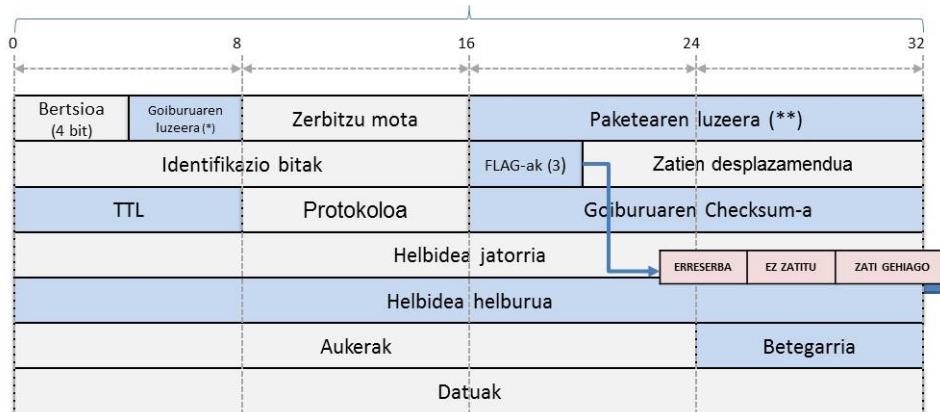 0 8 16 24 32
Bertsioa
(4 bit)
Goiburuaren
luzeera (*)
Zerbitzu mota
Paketearen luzeera (**)
Identifikazio bitak
FLAG-ak (3)
Zatien desplazamendua
TTL
Protokoloa
Goiburuaren Checksum-a
Helbidea jatorria
ERRESERBA
EZ ZATITU
ZATI GEHIAGO
Helbidea helburua
Aukerak
Betegarria
Datuak